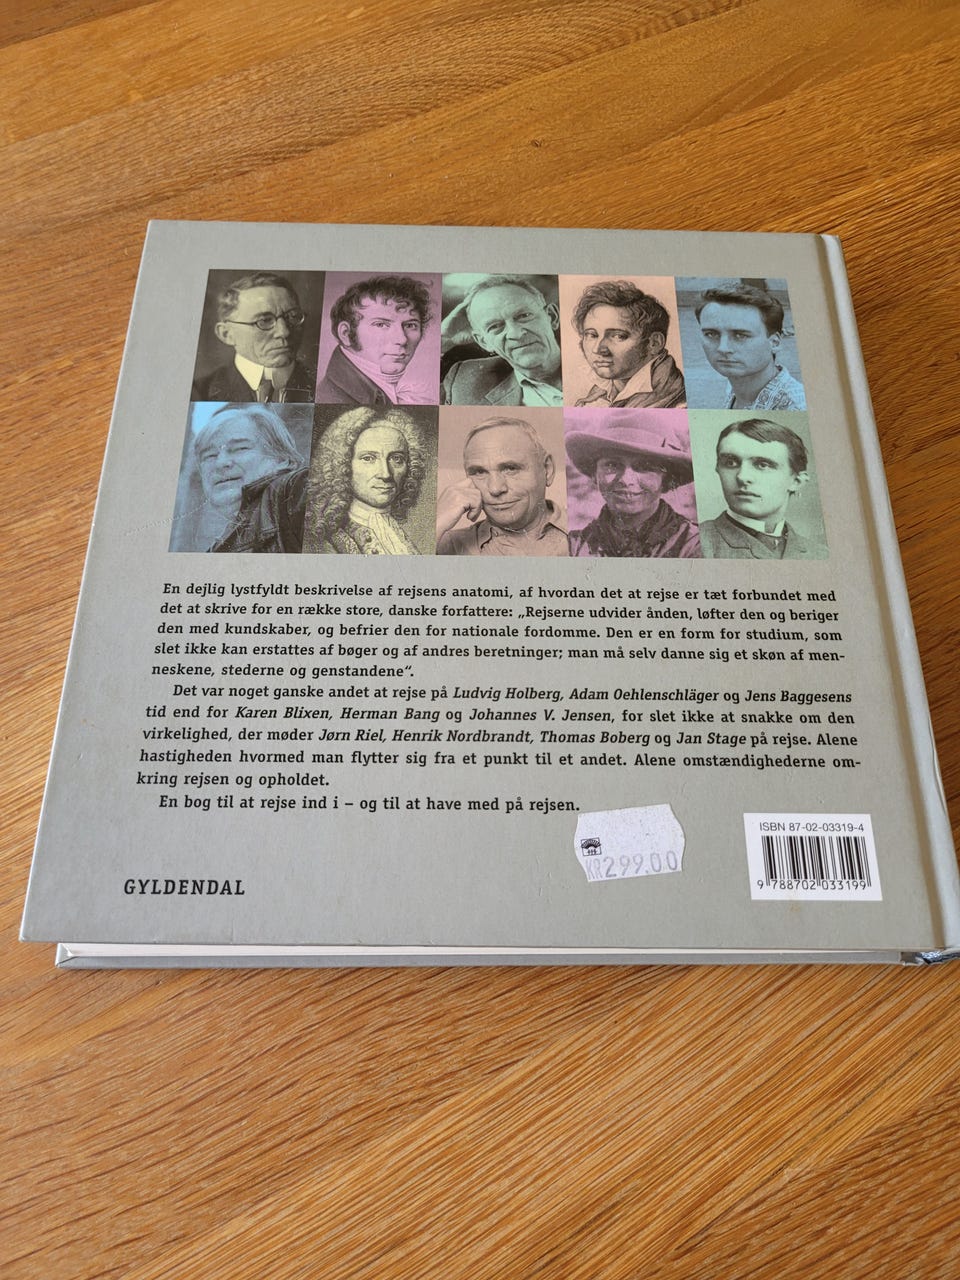 En dejlig lystfyldt beskrivelse af rejsens anatomi, af hvordan det at rejse er tæt forbundet med
det at skrive for en række store, danske forfattere: „Rejserne udvider ånden, løfter den og beriger
den med kundskaber, og befrier den for nationale fordomme. Den er en form for studium, som
slet ikke kan erstattes af bøger og af andres beretninger; man må selv danne sig et skøn af men-
neskene, stederne og genstandene“.
Det var noget ganske andet at rejse på Ludvig Holberg, Adam Oehlenschläger og Jens Baggesens
tid end for Karen Blixen, Herman Bang og Johannes V. Jensen, for slet ikke at snakke om den
virkelighed, der møder Jørn Riel, Henrik Nordbrandt, Thomas Boberg og Jan Stage på rejse. Alene
hastigheden hvormed man flytter sig fra et punkt til et andet. Alene omstændighederne om-
kring rejsen og opholdet.
En bog til at rejse ind i – og til at have med på rejsen.
KR299.00
ISBN 87-02-03319-4
9 788702 033199
GYLDENDAL